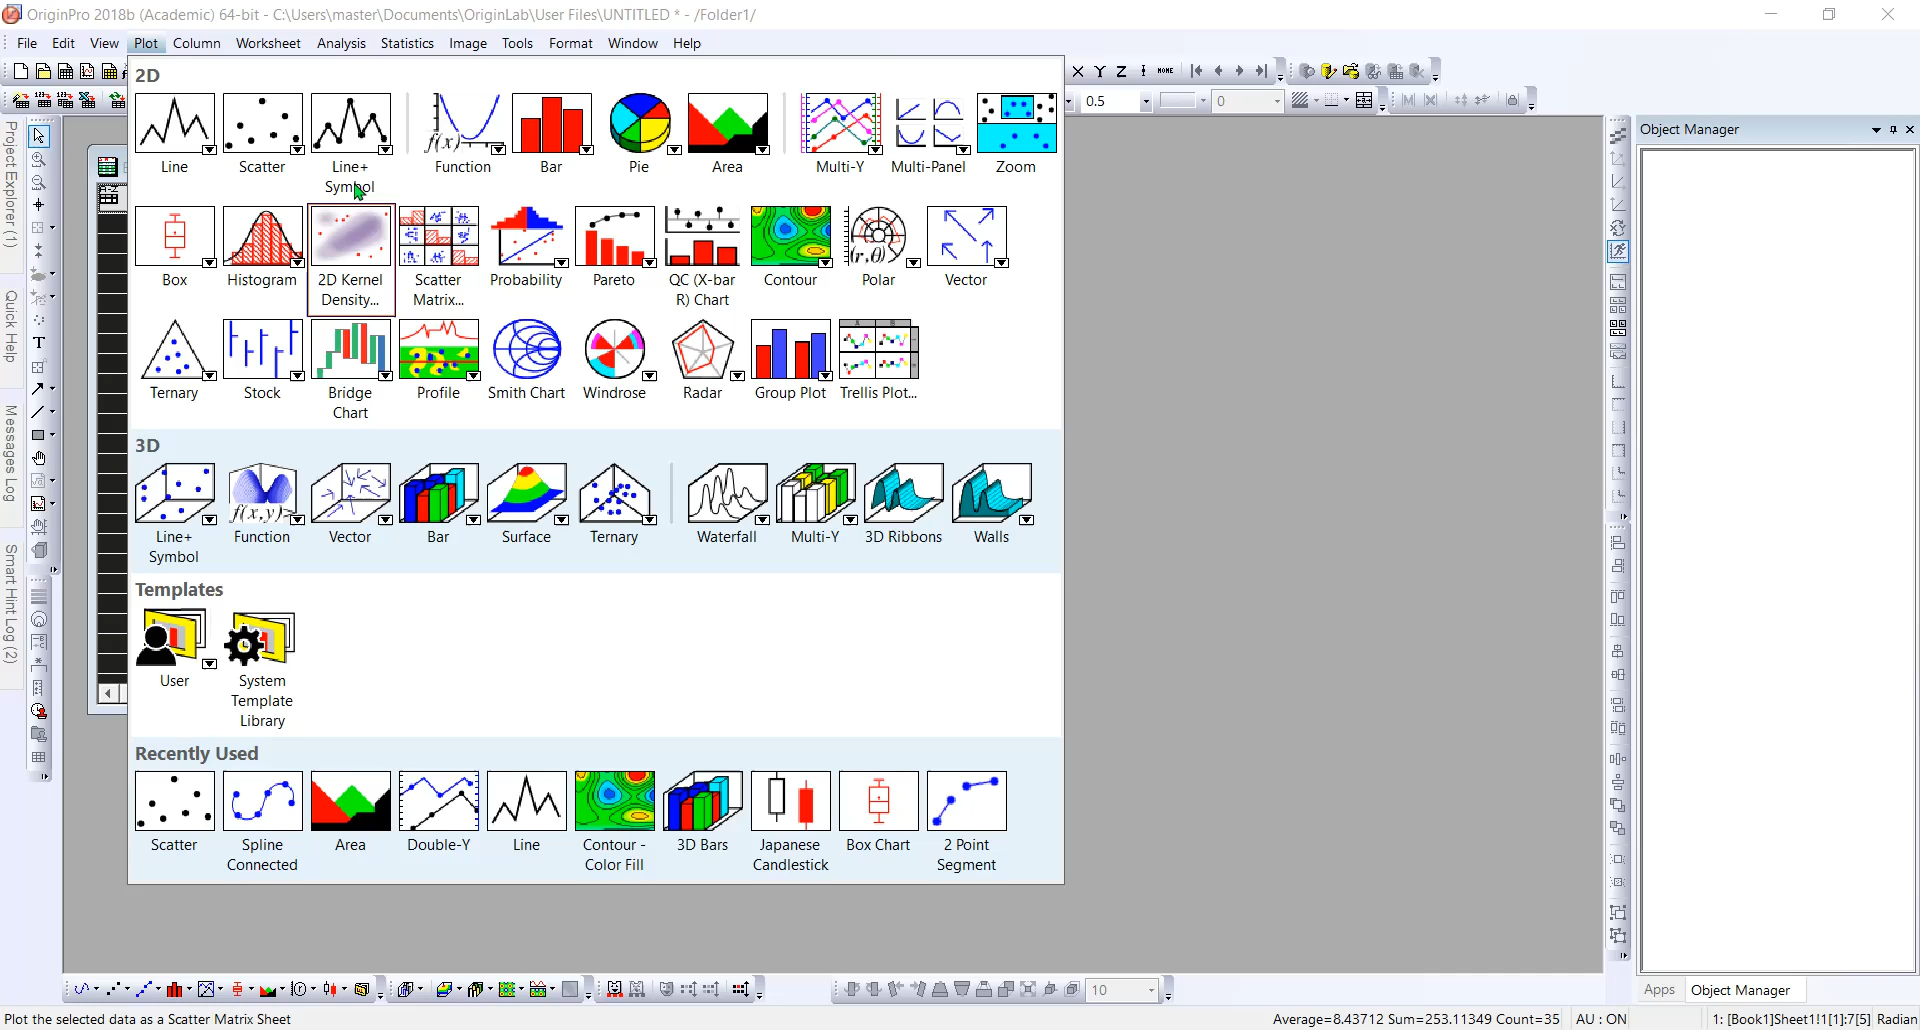 OriginPro 2018b (Academic) 64-bit - C:\Users\master\Documents\OriginLab\User Files\UNTITLED * - /Folder1/
File Edit View Plot Column Worksheet Analysis Statistics Image Tools Format Window Help
2D
Line Scatter Line+ Symbol Function Bar Pie Area Multi-Y Multi-Panel Zoom
Box Histogram 2D Kernel Density... Scatter Matrix... Probability Pareto QC (X-bar R) Chart Contour Polar Vector
Ternary Stock Bridge Chart Profile Smith Chart Windrose Radar Group Plot Trellis Plot...
3D
Line+ Symbol Function Vector Bar Surface Ternary Waterfall Multi-Y 3D Ribbons Walls
Templates
User System Template Library
Recently Used
Scatter Spline Connected Area Double-Y Line Contour - Color Fill 3D Bars Japanese Candlestick Box Chart 2 Point Segment
Project Explorer (1)
Quick Help
Messages Log
Smart Hint Log (2)
X Y Z HOME
0.5 0
Object Manager
10
Apps Object Manager
Plot the selected data as a Scatter Matrix Sheet
Average=8.43712 Sum=253.11349 Count=35 AU : ON 1: [Book1]Sheet1!1[1]:7[5] Radian